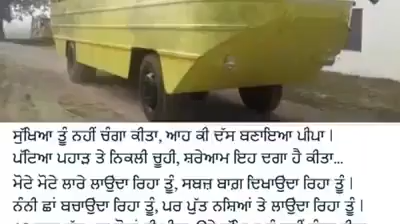 ਸੁੱਖਿਆ ਤੂੰ ਨਹੀਂ ਚੰਗਾ ਕੀਤਾ, ਆਹ ਕੀ ਦੱਸ ਬਣਾਇਆ ਪੀਪਾ।
ਪੱਟਿਆ ਪਹਾੜ ਤੇ ਨਿਕਲੀ ਚੂਹੀ, ਸ਼ਰੇਆਮ ਇਹ ਦਗਾ ਹੈ ਕੀਤਾ...
ਮੋਟੇ ਮੋਟੇ ਲਾਰੇ ਲਾਉਂਦਾ ਰਿਹਾ ਤੂੰ, ਸਬਜ਼ ਬਾਗ਼ ਦਿਖਾਉਂਦਾ ਰਿਹਾ ਤੂੰ।
ਨੰਨੀ ਛਾਂ ਬਚਾਉਂਦਾ ਰਿਹਾ ਤੂੰ, ਪਰ ਪੁੱਤ ਨਸ਼ਿਆਂ ਤੇ ਲਾਉਂਦਾ ਰਿਹਾ ਤੂੰ।